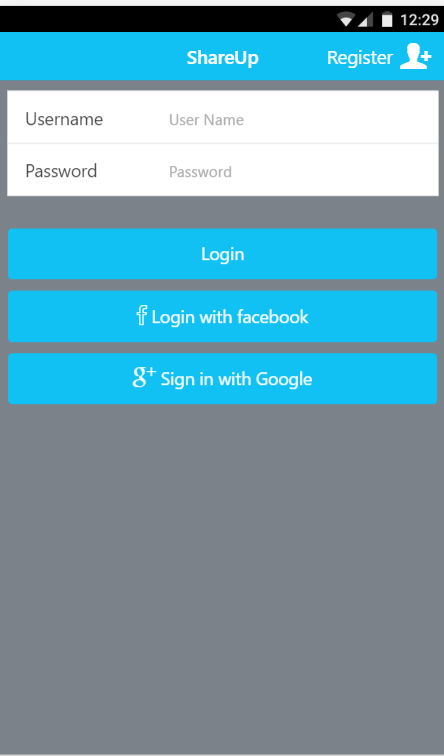 12:29
ShareUp Register
Username User Name
Password Password
Login
f Login with facebook
g+ Sign in with Google